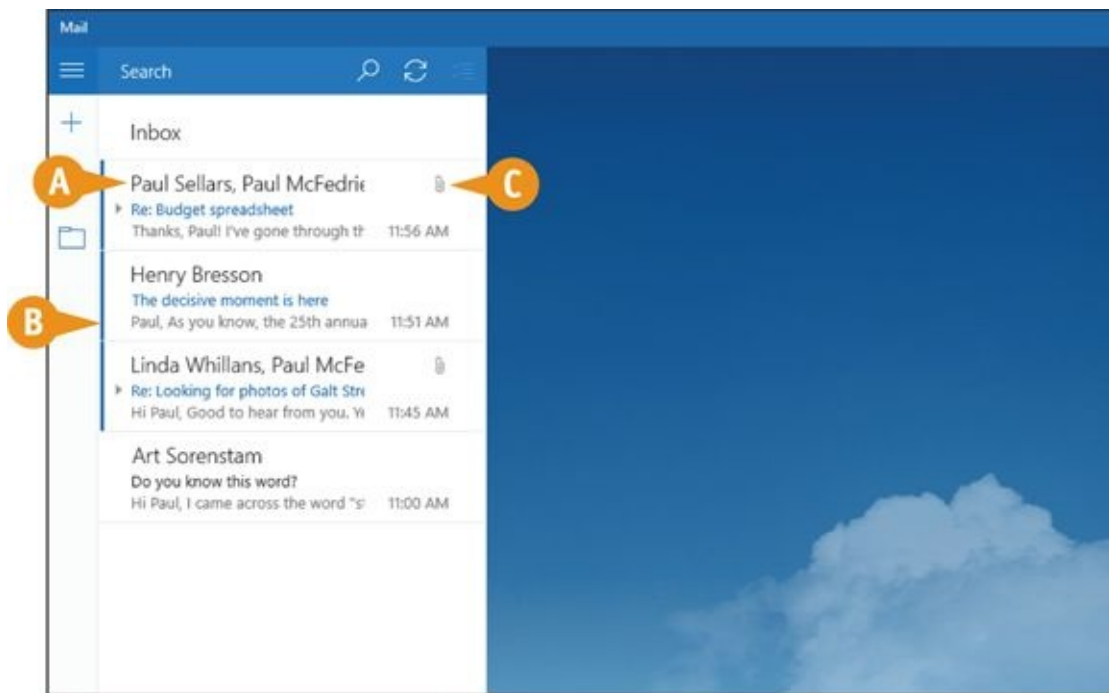 Mail
Search
Inbox
A
Paul Sellars, Paul McFedrie
C
Re: Budget spreadsheet
Thanks, Paul! I've gone through th 11:56 AM
Henry Bresson
The decisive moment is here
B
Paul, As you know, the 25th annua 11:51 AM
Linda Whillans, Paul McFe
Re: Looking for photos of Galt Stre
Hi Paul, Good to hear from you. Ye 11:45 AM
Art Sorenstam
Do you know this word?
Hi Paul, I came across the word "s 11:00 AM